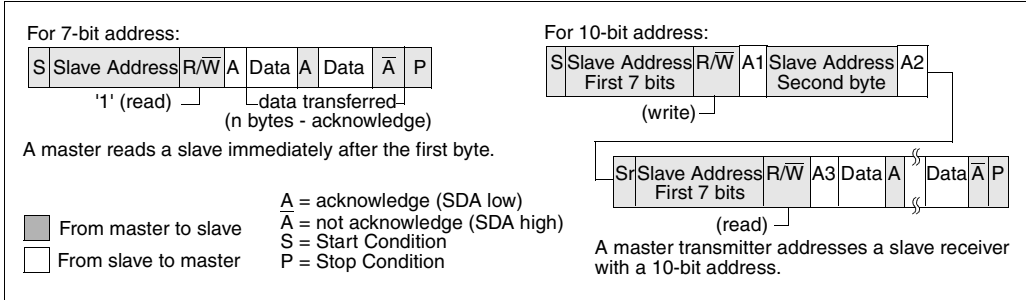 For 7-bit address:
S Slave Address R/W̅ A Data A Data A̅ P
'1' (read)
data transferred
(n bytes - acknowledge)
A master reads a slave immediately after the first byte.
From master to slave
From slave to master
A = acknowledge (SDA low)
A̅ = not acknowledge (SDA high)
S = Start Condition
P = Stop Condition
For 10-bit address:
S Slave Address First 7 bits R/W̅ A1 Slave Address Second byte A2
(write)
Sr Slave Address First 7 bits R/W̅ A3 Data A Data A̅ P
(read)
A master transmitter addresses a slave receiver
with a 10-bit address.